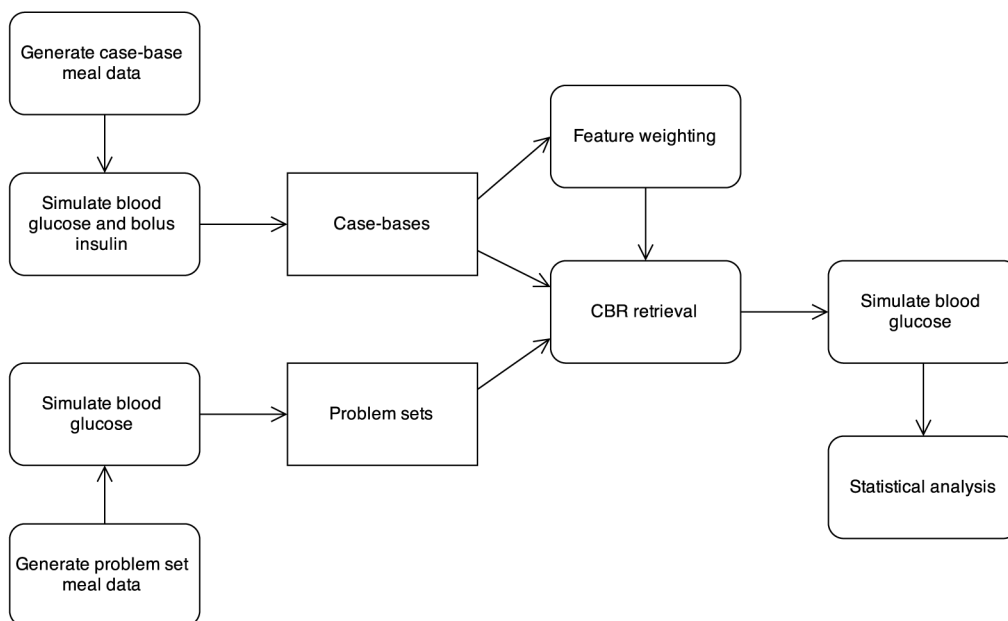 Generate case-base
meal data
Simulate blood
glucose and bolus
insulin
Case-bases
Feature weighting
CBR retrieval
Simulate blood
glucose
Simulate blood
glucose
Problem sets
Statistical analysis
Generate problem set
meal data